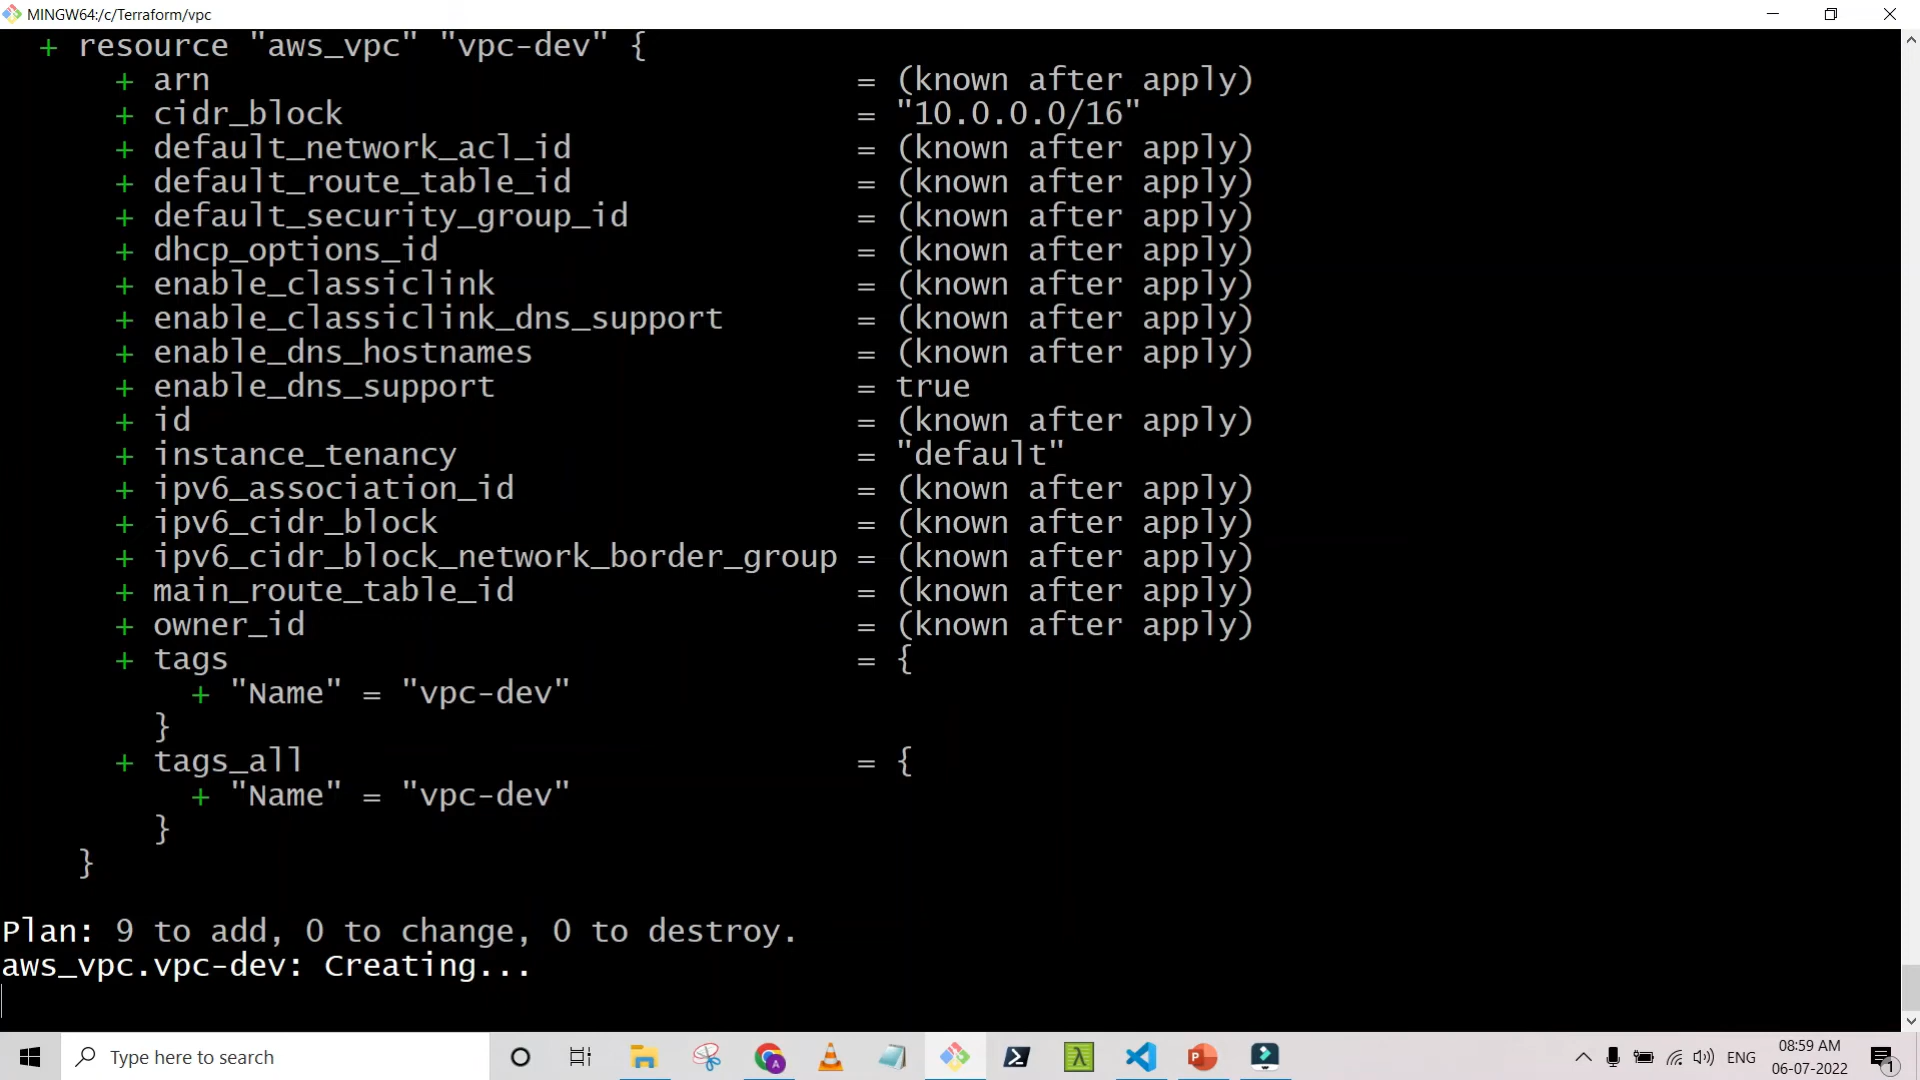 MINGW64:/c/Terraform/vpc
+ resource "aws_vpc" "vpc-dev" {
+ arn = (known after apply)
+ cidr_block = "10.0.0.0/16"
+ default_network_acl_id = (known after apply)
+ default_route_table_id = (known after apply)
+ default_security_group_id = (known after apply)
+ dhcp_options_id = (known after apply)
+ enable_classiclink = (known after apply)
+ enable_classiclink_dns_support = (known after apply)
+ enable_dns_hostnames = (known after apply)
+ enable_dns_support = true
+ id = (known after apply)
+ instance_tenancy = "default"
+ ipv6_association_id = (known after apply)
+ ipv6_cidr_block = (known after apply)
+ ipv6_cidr_block_network_border_group = (known after apply)
+ main_route_table_id = (known after apply)
+ owner_id = (known after apply)
+ tags = {
+ "Name" = "vpc-dev"
}
+ tags_all = {
+ "Name" = "vpc-dev"
}
}
Plan: 9 to add, 0 to change, 0 to destroy.
aws_vpc.vpc-dev: Creating...
Type here to search
ENG
08:59 AM
06-07-2022
1